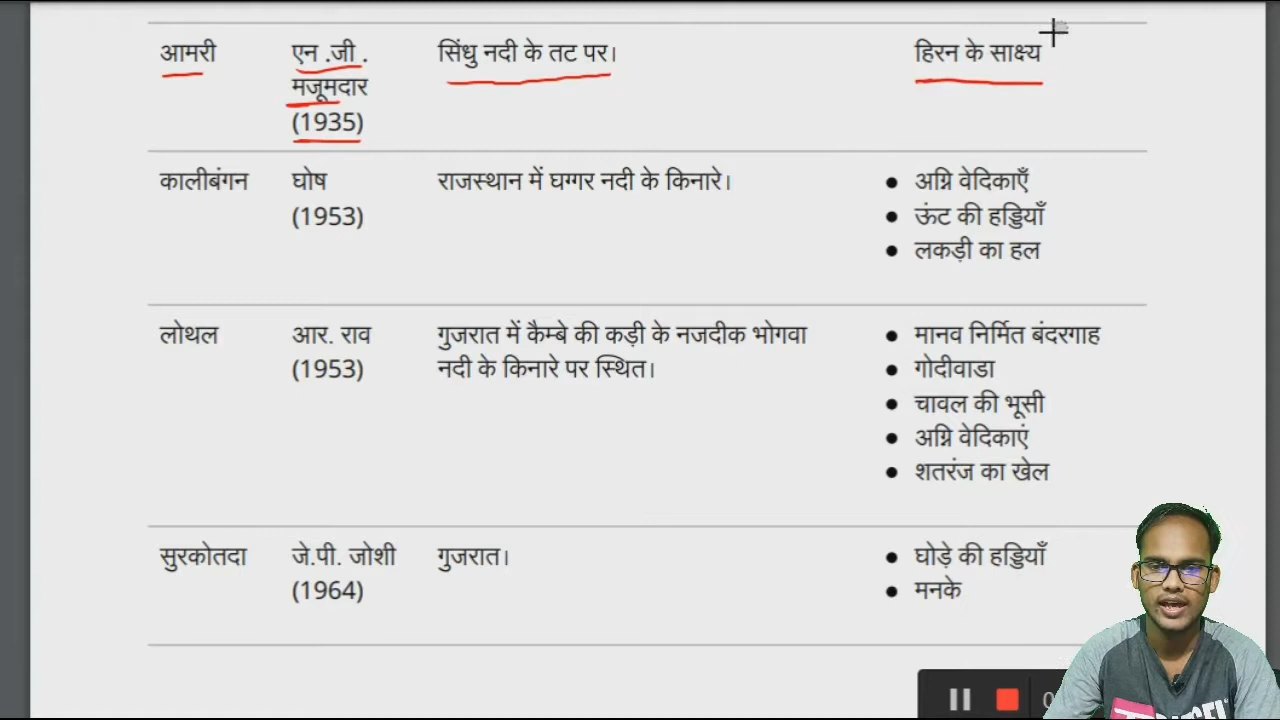 आमरी एन .जी . सिंधु नदी के तट पर। हिरन के साक्ष्य
मजूमदार
(1935)
कालीबंगन घोष राजस्थान में घग्गर नदी के किनारे। ● अग्नि वेदिकाएँ
(1953) ● ऊंट की हड्डियाँ
● लकड़ी का हल
लोथल आर. राव गुजरात में कैम्बे की कड़ी के नजदीक भोगवा ● मानव निर्मित बंदरगाह
(1953) नदी के किनारे पर स्थित। ● गोदीवाडा
● चावल की भूसी
● अग्नि वेदिकाएं
● शतरंज का खेल
सुरकोतदा जे.पी. जोशी गुजरात। ● घोड़े की हड्डियाँ
(1964) ● मनके